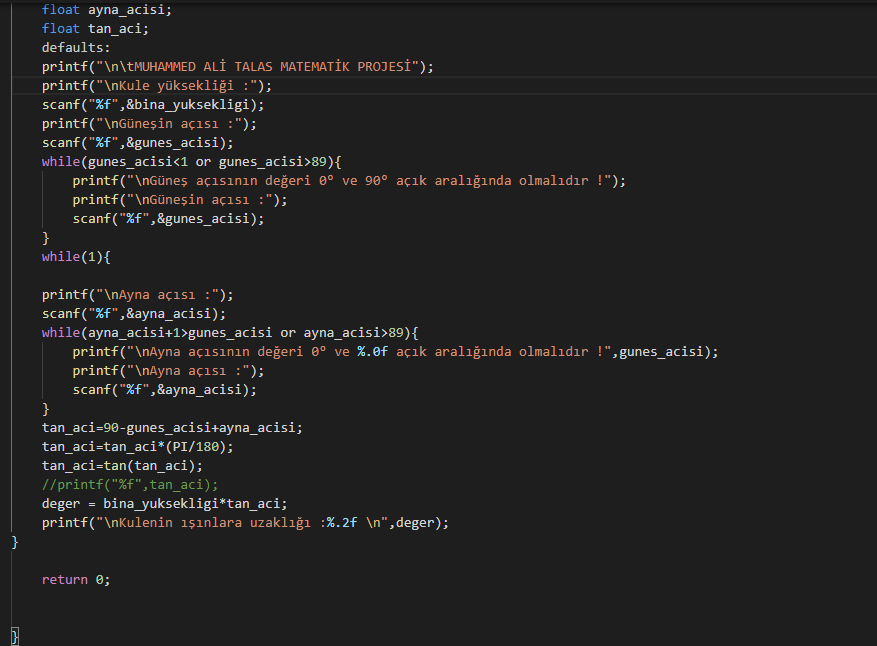 float ayna_acisi;
float tan_aci;
defaults:
printf("\n\tMUHAMMED ALİ TALAS MATEMATİK PROJESİ");
printf("\nKule yüksekliği :");
scanf("%f",&bina_yuksekligi);
printf("\nGüneşin açısı :");
scanf("%f",&gunes_acisi);
while(gunes_acisi<1 or gunes_acisi>89){
printf("\nGüneş açısının değeri 0° ve 90° açık aralığında olmalıdır !");
printf("\nGüneşin açısı :");
scanf("%f",&gunes_acisi);
}
while(1){
printf("\nAyna açısı :");
scanf("%f",&ayna_acisi);
while(ayna_acisi+1>gunes_acisi or ayna_acisi>89){
printf("\nAyna açısının değeri 0° ve %.0f açık aralığında olmalıdır !",gunes_acisi);
printf("\nAyna açısı :");
scanf("%f",&ayna_acisi);
}
tan_aci=90-gunes_acisi+ayna_acisi;
tan_aci=tan_aci*(PI/180);
tan_aci=tan(tan_aci);
//printf("%f",tan_aci);
deger = bina_yuksekligi*tan_aci;
printf("\nKulenin ışınlara uzaklığı :%.2f \n",deger);
}
return 0;
}